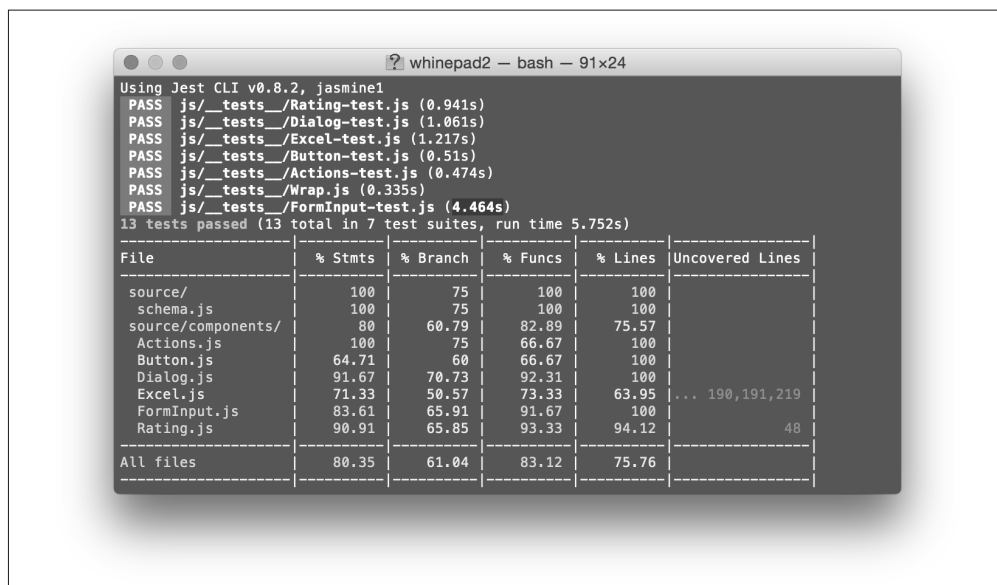 whinepad2 — bash — 91×24
Using Jest CLI v0.8.2, jasmine1
PASS js/__tests__/Rating-test.js (0.941s)
PASS js/__tests__/Dialog-test.js (1.061s)
PASS js/__tests__/Excel-test.js (1.217s)
PASS js/__tests__/Button-test.js (0.51s)
PASS js/__tests__/Actions-test.js (0.474s)
PASS js/__tests__/Wrap.js (0.335s)
PASS js/__tests__/FormInput-test.js (4.464s)
13 tests passed (13 total in 7 test suites, run time 5.752s)
File | % Stmts | % Branch | % Funcs | % Lines |Uncovered Lines |
source/ | 100 | 75 | 100 | 100 | |
schema.js | 100 | 75 | 100 | 100 | |
source/components/ | 80 | 60.79 | 82.89 | 75.57 | |
Actions.js | 100 | 75 | 66.67 | 100 | |
Button.js | 64.71 | 60 | 66.67 | 100 | |
Dialog.js | 91.67 | 70.73 | 92.31 | 100 | |
Excel.js | 71.33 | 50.57 | 73.33 | 63.95 |... 190,191,219 |
FormInput.js | 83.61 | 65.91 | 91.67 | 100 | |
Rating.js | 90.91 | 65.85 | 93.33 | 94.12 | 48 |
All files | 80.35 | 61.04 | 83.12 | 75.76 | |